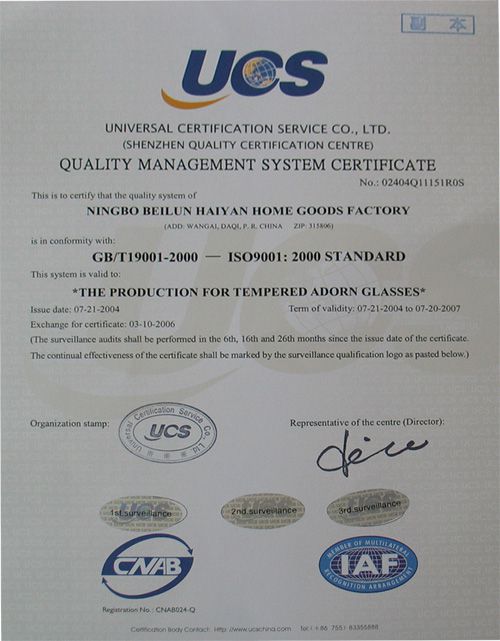 副 本
UCS
UNIVERSAL CERTIFICATION SERVICE CO., LTD.
(SHENZHEN QUALITY CERTIFICATION CENTRE)
QUALITY MANAGEMENT SYSTEM CERTIFICATE
No.: 02404Q11151R0S
This is to certify that the quality system of
NINGBO BEILUN HAIYAN HOME GOODS FACTORY
(ADD: WANGAI, DAQI, P. R. CHINA ZIP: 315806)
is in conformity with:
GB/T19001-2000 — ISO9001: 2000 STANDARD
This system is valid to:
*THE PRODUCTION FOR TEMPERED ADORN GLASSES*
Issue date: 07-21-2004 Term of validity: 07-21-2004 to 07-20-2007
Exchange for certificate: 03-10-2006
(The surveillance audits shall be performed in the 6th, 16th and 26th months since the issue date of the certificate.
The continual effectiveness of the certificate shall be marked by the surveillance qualification logo as pasted below.)
Organization stamp: Representative of the centre (Director):
Universal Certification Service Co., Ltd
UCS
1st.surveillance 2nd.surveillance 3rd.surveillance
CNAB
MEMBER OF MULTILATERAL
IAF
RECOGNITION ARRANGEMENT
Registration No.: CNAB024-Q
Certification Body Contact: Http://www.ucschina.com Tel: (+86 755) 83355888